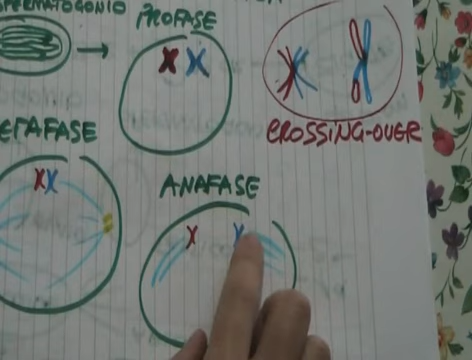 SPERMATOGONIO
PROFASE
CROSSING-OVER
METAFASE
ANAFASE